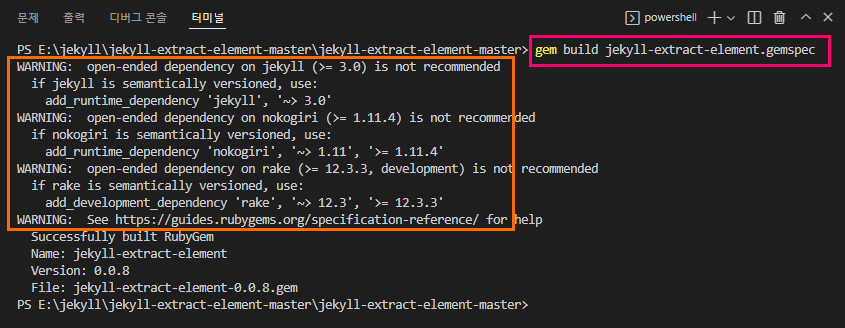 문제 출력 디버그 콘솔 터미널 powershell
PS E:\jekyll\jekyll-extract-element-master\jekyll-extract-element-master> gem build jekyll-extract-element.gemspec
WARNING:  open-ended dependency on jekyll (>= 3.0) is not recommended
  if jekyll is semantically versioned, use:
    add_runtime_dependency 'jekyll', '~> 3.0'
WARNING:  open-ended dependency on nokogiri (>= 1.11.4) is not recommended
  if nokogiri is semantically versioned, use:
    add_runtime_dependency 'nokogiri', '~> 1.11', '>= 1.11.4'
WARNING:  open-ended dependency on rake (>= 12.3.3, development) is not recommended
  if rake is semantically versioned, use:
    add_development_dependency 'rake', '~> 12.3', '>= 12.3.3'
WARNING:  See https://guides.rubygems.org/specification-reference/ for help
  Successfully built RubyGem
  Name: jekyll-extract-element
  Version: 0.0.8
  File: jekyll-extract-element-0.0.8.gem
PS E:\jekyll\jekyll-extract-element-master\jekyll-extract-element-master>